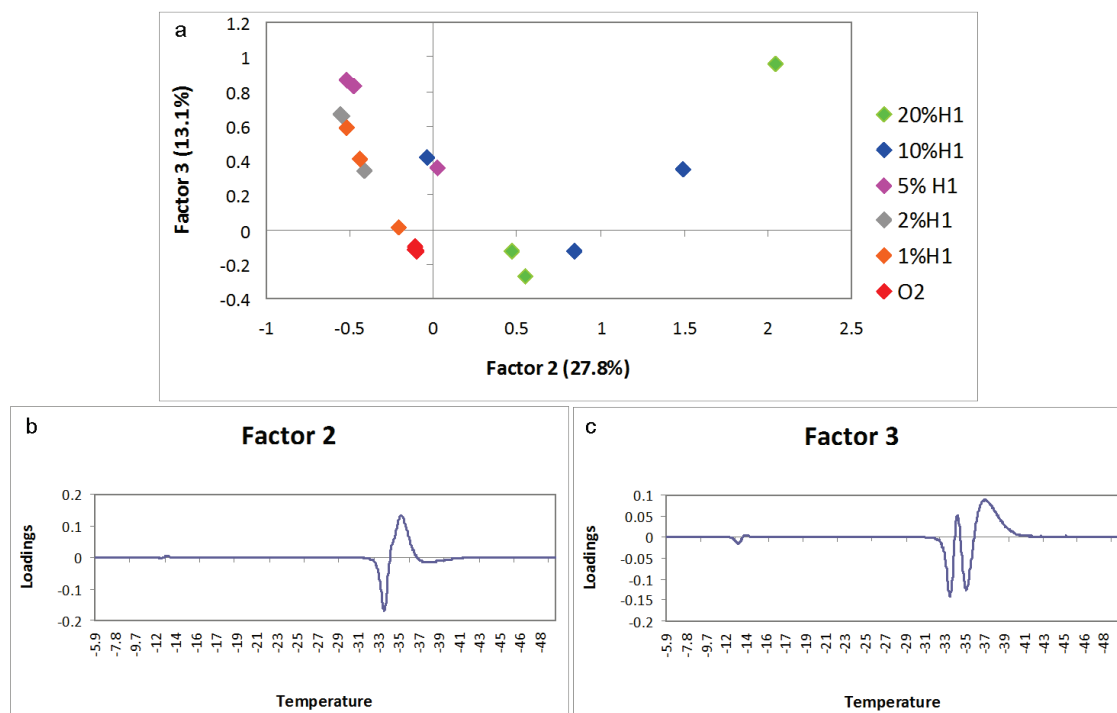 a
1.2
1
0.8
0.6
0.4
0.2
0
-0.2
-0.4
Factor 3 (13.1%)
-1 -0.5 0 0.5 1 1.5 2 2.5
Factor 2 (27.8%)
20%H1
10%H1
5% H1
2%H1
1%H1
O2
b
Factor 2
0.2
0.1
0
-0.1
-0.2
Loadings
-5.9 -7.8 -9.7 -12 -14 -16 -17 -19 -21 -23 -25 -27 -29 -31 -33 -35 -37 -39 -41 -43 -44 -46 -48
Temperature
c
Factor 3
0.1
0.05
0
-0.05
-0.1
-0.15
-0.2
Loadings
-5.9 -7.8 -9.7 -12 -14 -16 -17 -19 -21 -23 -25 -27 -29 -31 -33 -35 -37 -39 -41 -43 -45 -46 -48
Temperature